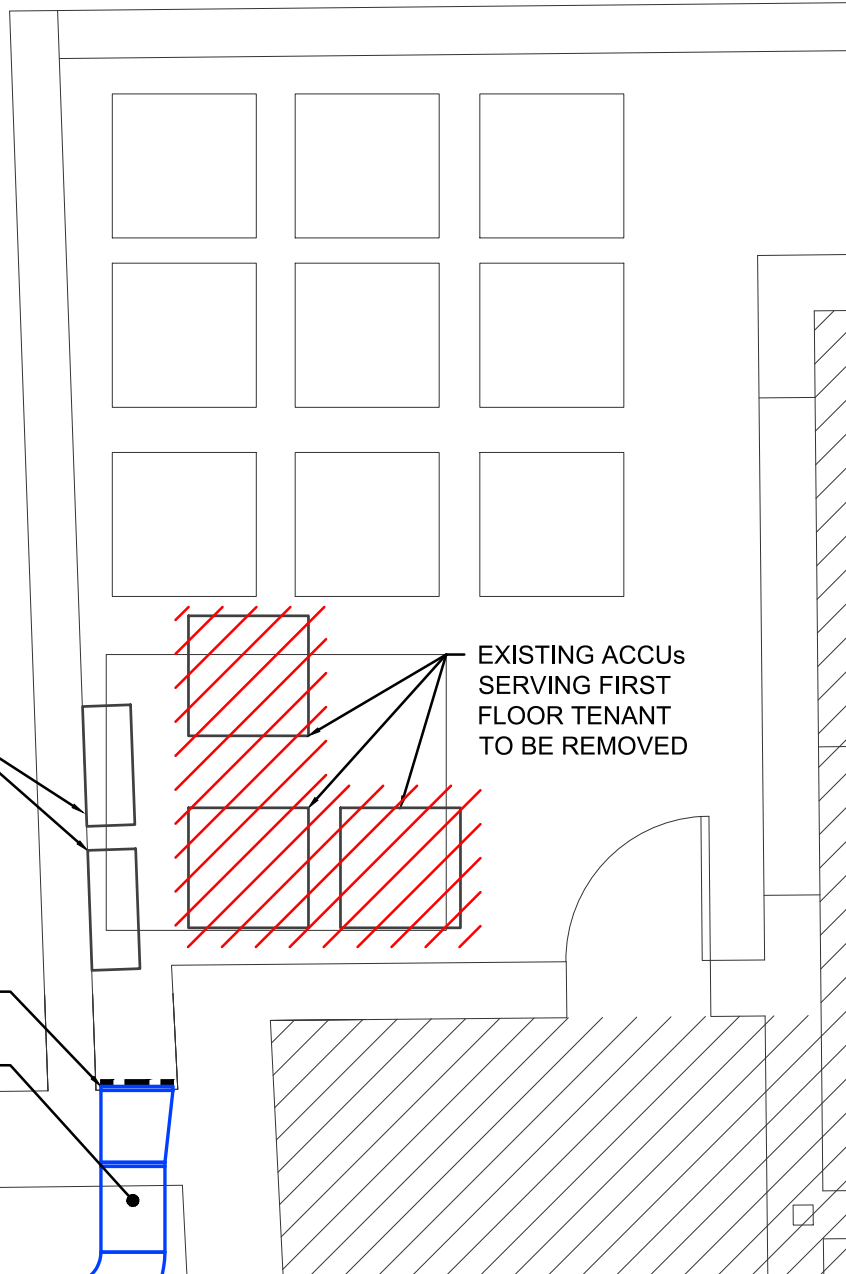 EXISTING ACCUs
SERVING FIRST
FLOOR TENANT
TO BE REMOVED